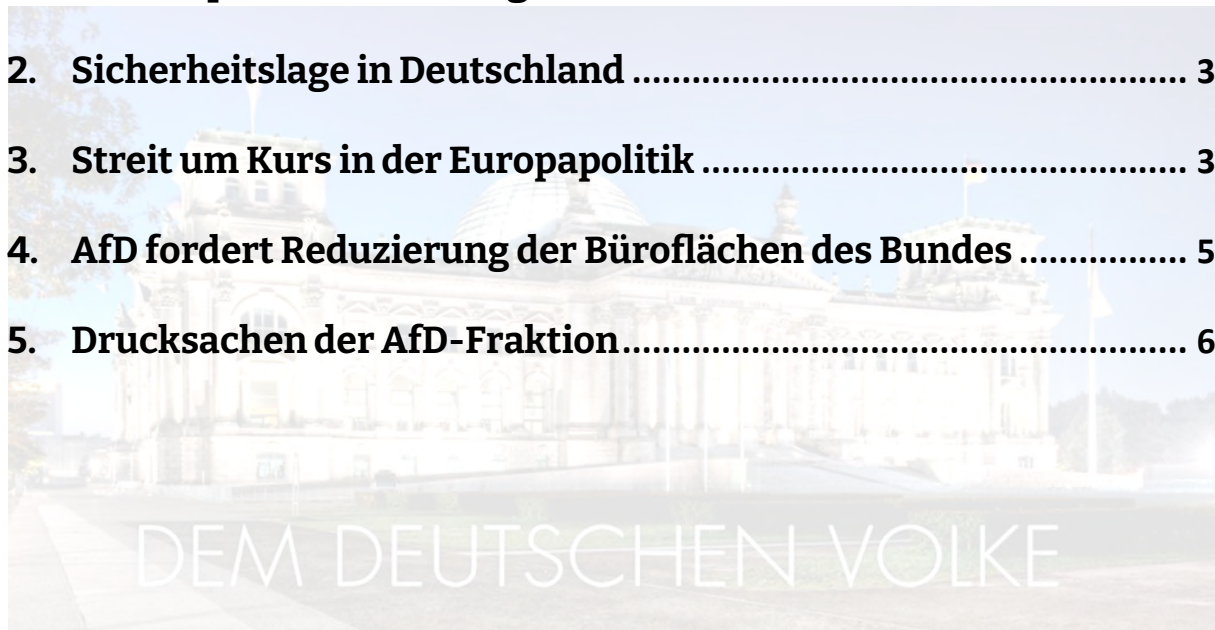 2. Sicherheitslage in Deutschland ........................................................ 3
3. Streit um Kurs in der Europapolitik ................................................. 3
4. AfD fordert Reduzierung der Büroflächen des Bundes ................. 5
5. Drucksachen der AfD-Fraktion......................................................... 6
DEM DEUTSCHEN VOLKE